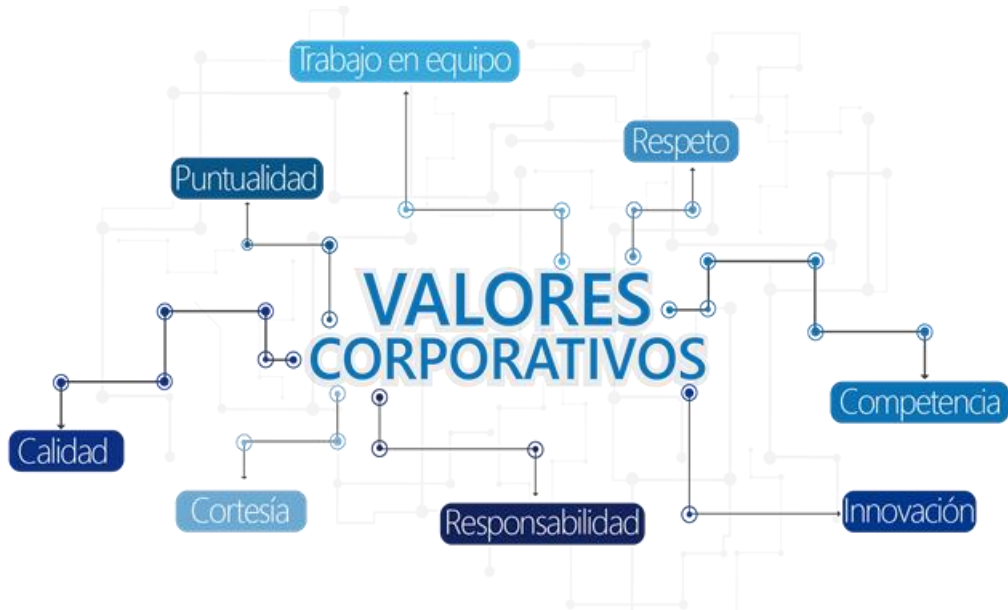 Trabajo en equipo
Respeto
Puntualidad
VALORES
CORPORATIVOS
Competencia
Calidad
Cortesía
Responsabilidad
Innovación